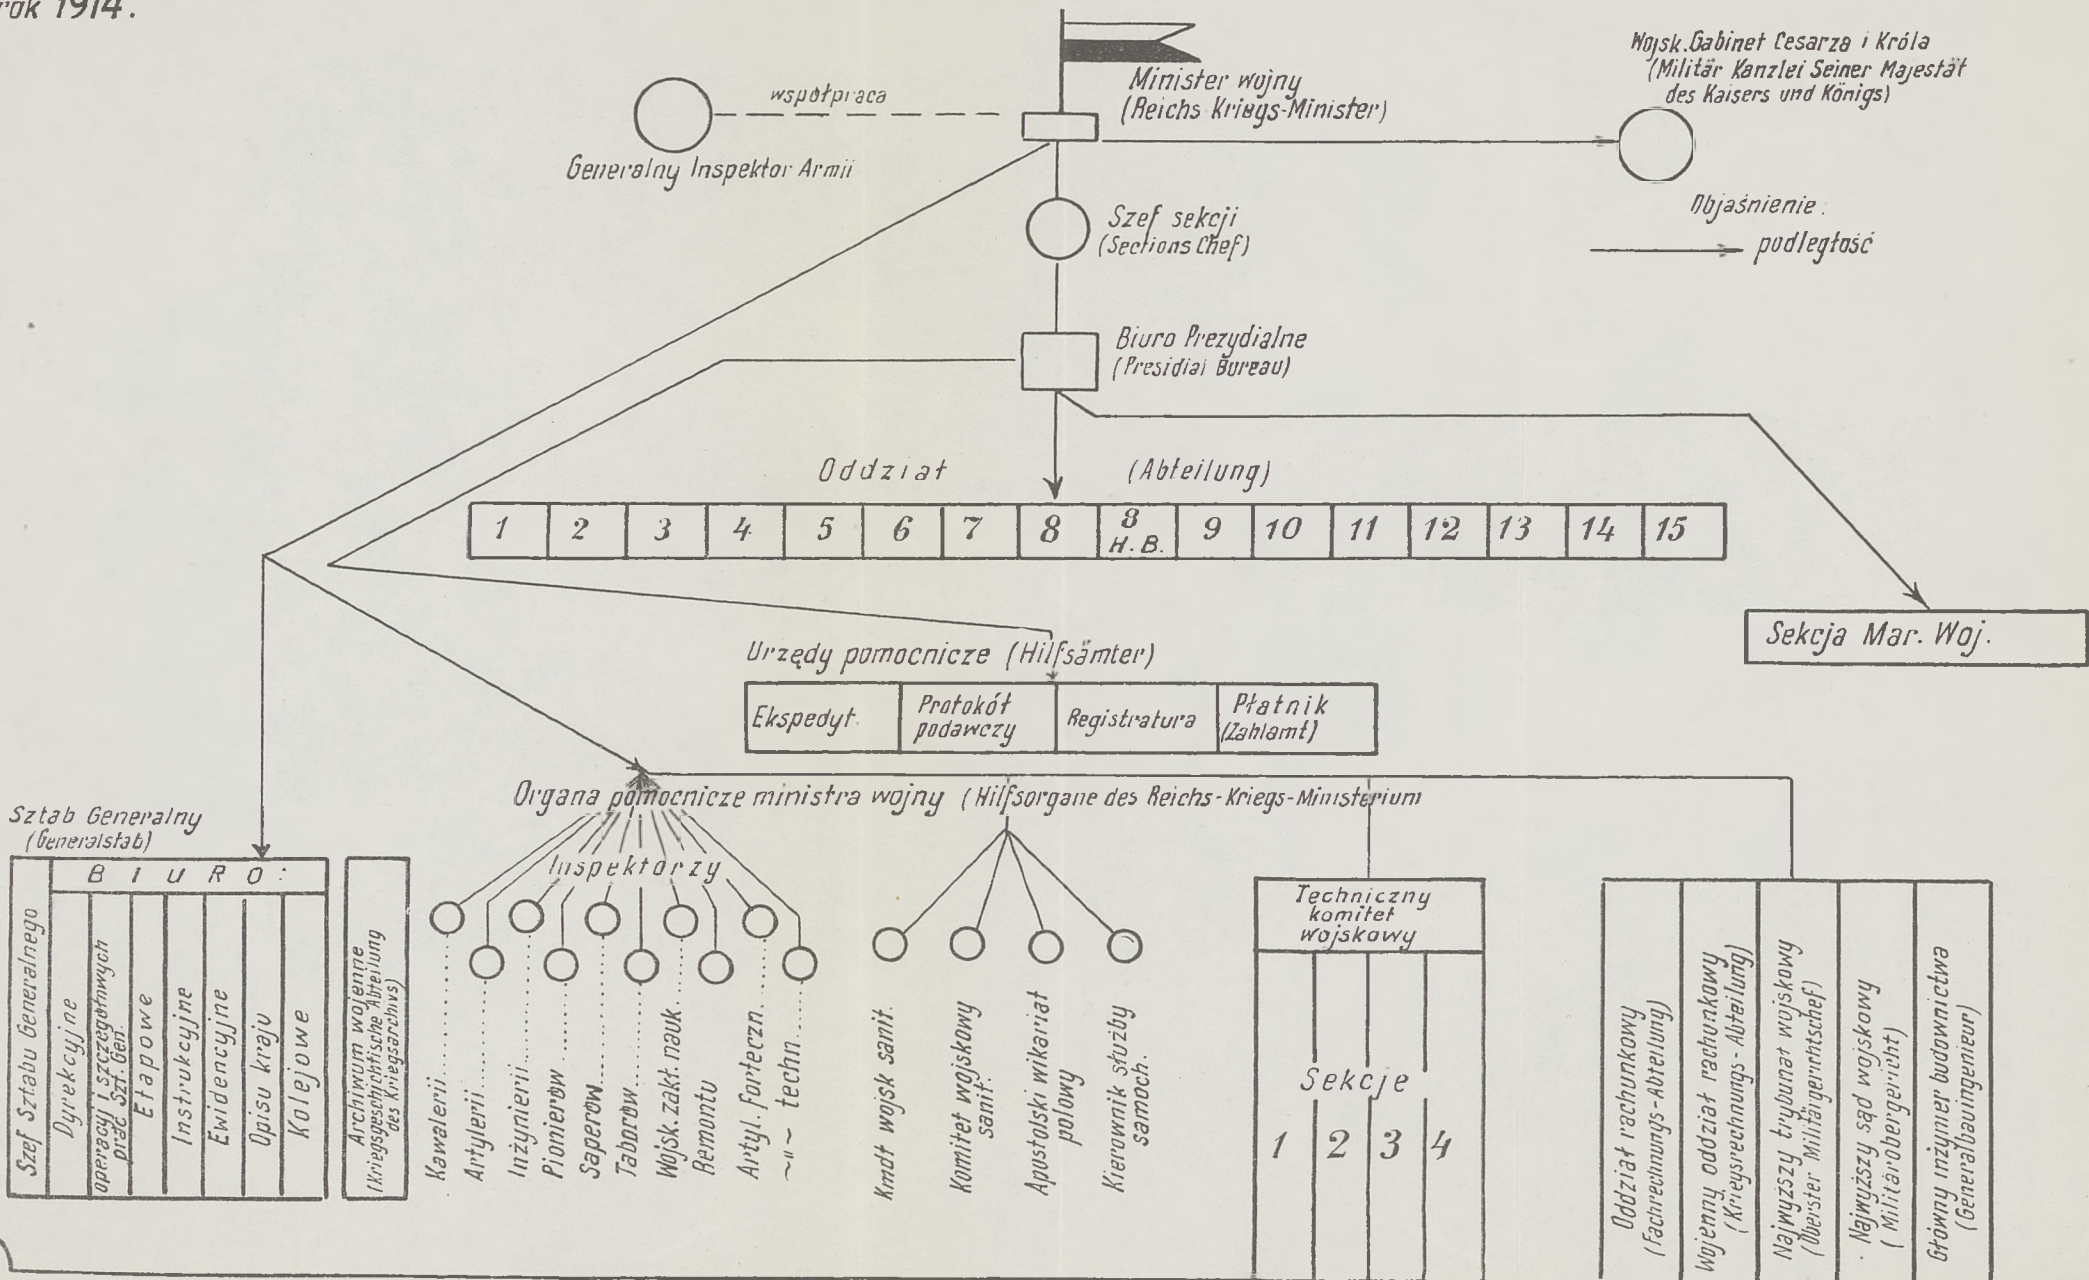 rok 1914.
Minister wojny
(Reichs Kriegs-Minister)
współpraca
Generalny Inspektor Armii
Wojsk. Gabinet Cesarza i Króla
(Militär Kanzlei Seiner Majestät
des Kaisers und Königs)
Objaśnienie:
podległość
Szef sekcji
(Sections Chef)
Biuro Prezydialne
(Presidial Bureau)
Oddział (Abteilung)
1 2 3 4 5 6 7 8 8 H.B. 9 10 11 12 13 14 15
Sekcja Mar. Woj.
Urzędy pomocnicze (Hilfsämter)
Ekspedyt.
Protokół
podawczy
Registratura
Płatnik
(Zahlamt)
Organa pomocnicze ministra wojny (Hilfsorgane des Reichs-Kriegs-Ministerium
Sztab Generalny
(Generalstab)
BIURO:
Szef Sztabu Generalnego
Dyrekcyjne
operacyj i szczegółowych
prac Szt. Gen.
Etapowe
Instrukcyjne
Ewidencyjne
Opisu kraju
Kolejowe
Archiwum wojenne
(Kriegsgeschichtische Abteilung
des Kriegsarchivs)
Inspektorzy
Kawalerii
Artylerii
Inżynierii
Pionierów
Saperów
Taborów
Wojsk. zakt. nauk
Remontu
Artyl. forteczn.
~"~ techn.
Kmdt wojsk sanit.
Komitet wojskowy
sanit.
Apostolski wikariat
polowy
Kierownik służby
samoch.
Techniczny
komitet
wojskowy
Sekcje
1 2 3 4
Oddział rachunkowy
(Fachrechnungs-Abteilung)
Wojenny oddział rachunkowy
(Kriegsrechnungs-Abteilung)
Najwyższy trybunał wojskowy
(Oberster Militärgerichtschef)
Najwyższy sąd wojskowy
(Militärobergericht)
Główny inżynier budownictwa
(Generalbauingenieur)